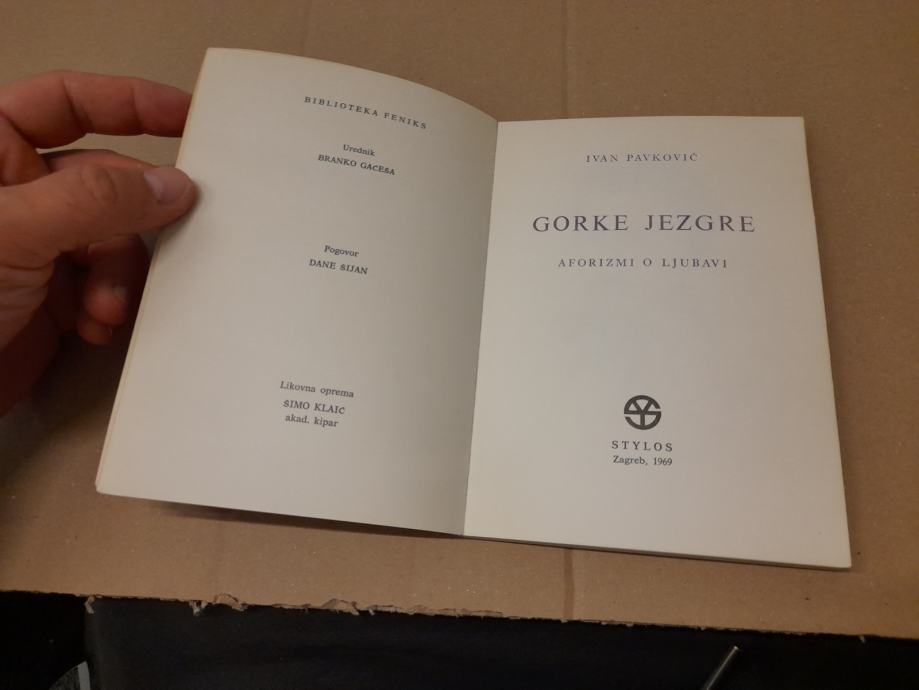 BIBLIOTEKA FENIKS
Urednik
BRANKO GAĆEŠA
Pogovor
DANE ŠIJAN
Likovna oprema
ŠIMO KLAIĆ
akad. kipar
IVAN PAVKOVIĆ
GORKE JEZGRE
AFORIZMI O LJUBAVI
STYLOS
Zagreb, 1969